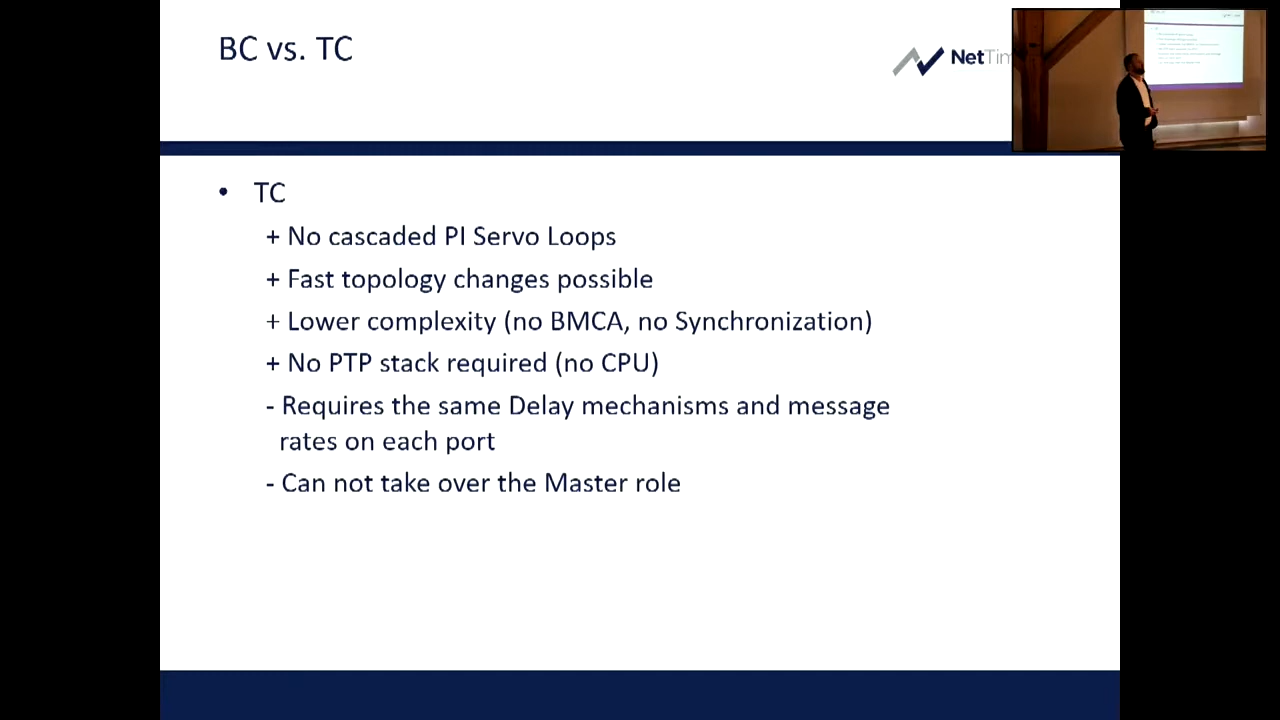 BC vs. TC
NetTim
• TC
+ No cascaded PI Servo Loops
+ Fast topology changes possible
+ Lower complexity (no BMCA, no Synchronization)
+ No PTP stack required (no CPU)
- Requires the same Delay mechanisms and message
rates on each port
- Can not take over the Master role